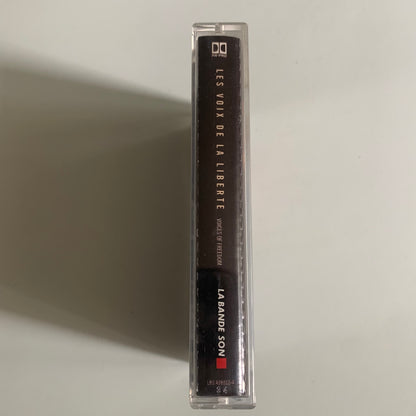 LES VOIX DE LA LIBERTE
VOICES OF FREEDOM
LA BANDE SON